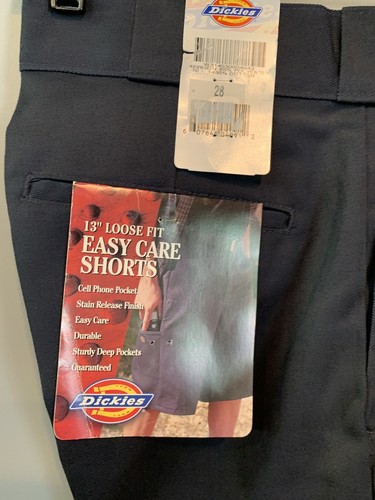 Dickies
28
13" LOOSE FIT
EASY CARE
SHORTS
Cell Phone Pocket
Stain Release Finish
Easy Care
Durable
Sturdy Deep Pockets
Guaranteed
Dickies